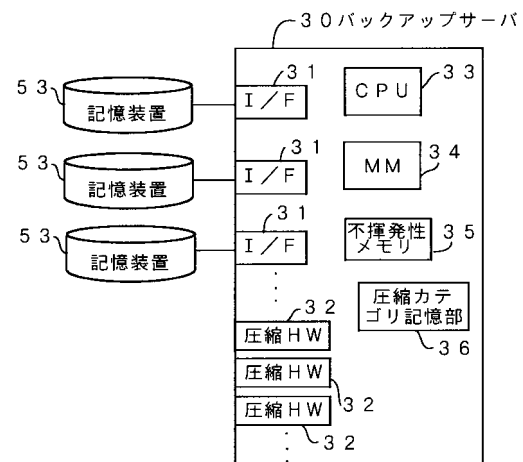 30バックアップサーバ
31
I/F
53
記憶装置
31
I/F
53
記憶装置
31
I/F
53
記憶装置
32
圧縮HW
圧縮HW
32
圧縮HW
32
CPU
33
MM
34
不揮発性
メモリ
35
圧縮カテ
ゴリ記憶部
36